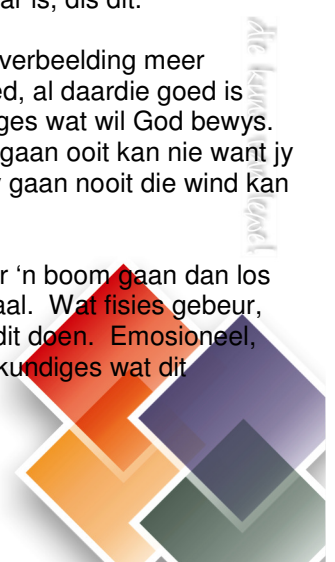 ar is, dis dit.
verbeelding meer
ed, al daardie goed is
ges wat wil God bewys.
gaan ooit kan nie want jy
gaan nooit die wind kan
r ‘n boom gaan dan los
aal. Wat fisies gebeur,
dit doen. Emosioneel,
kundiges wat dit